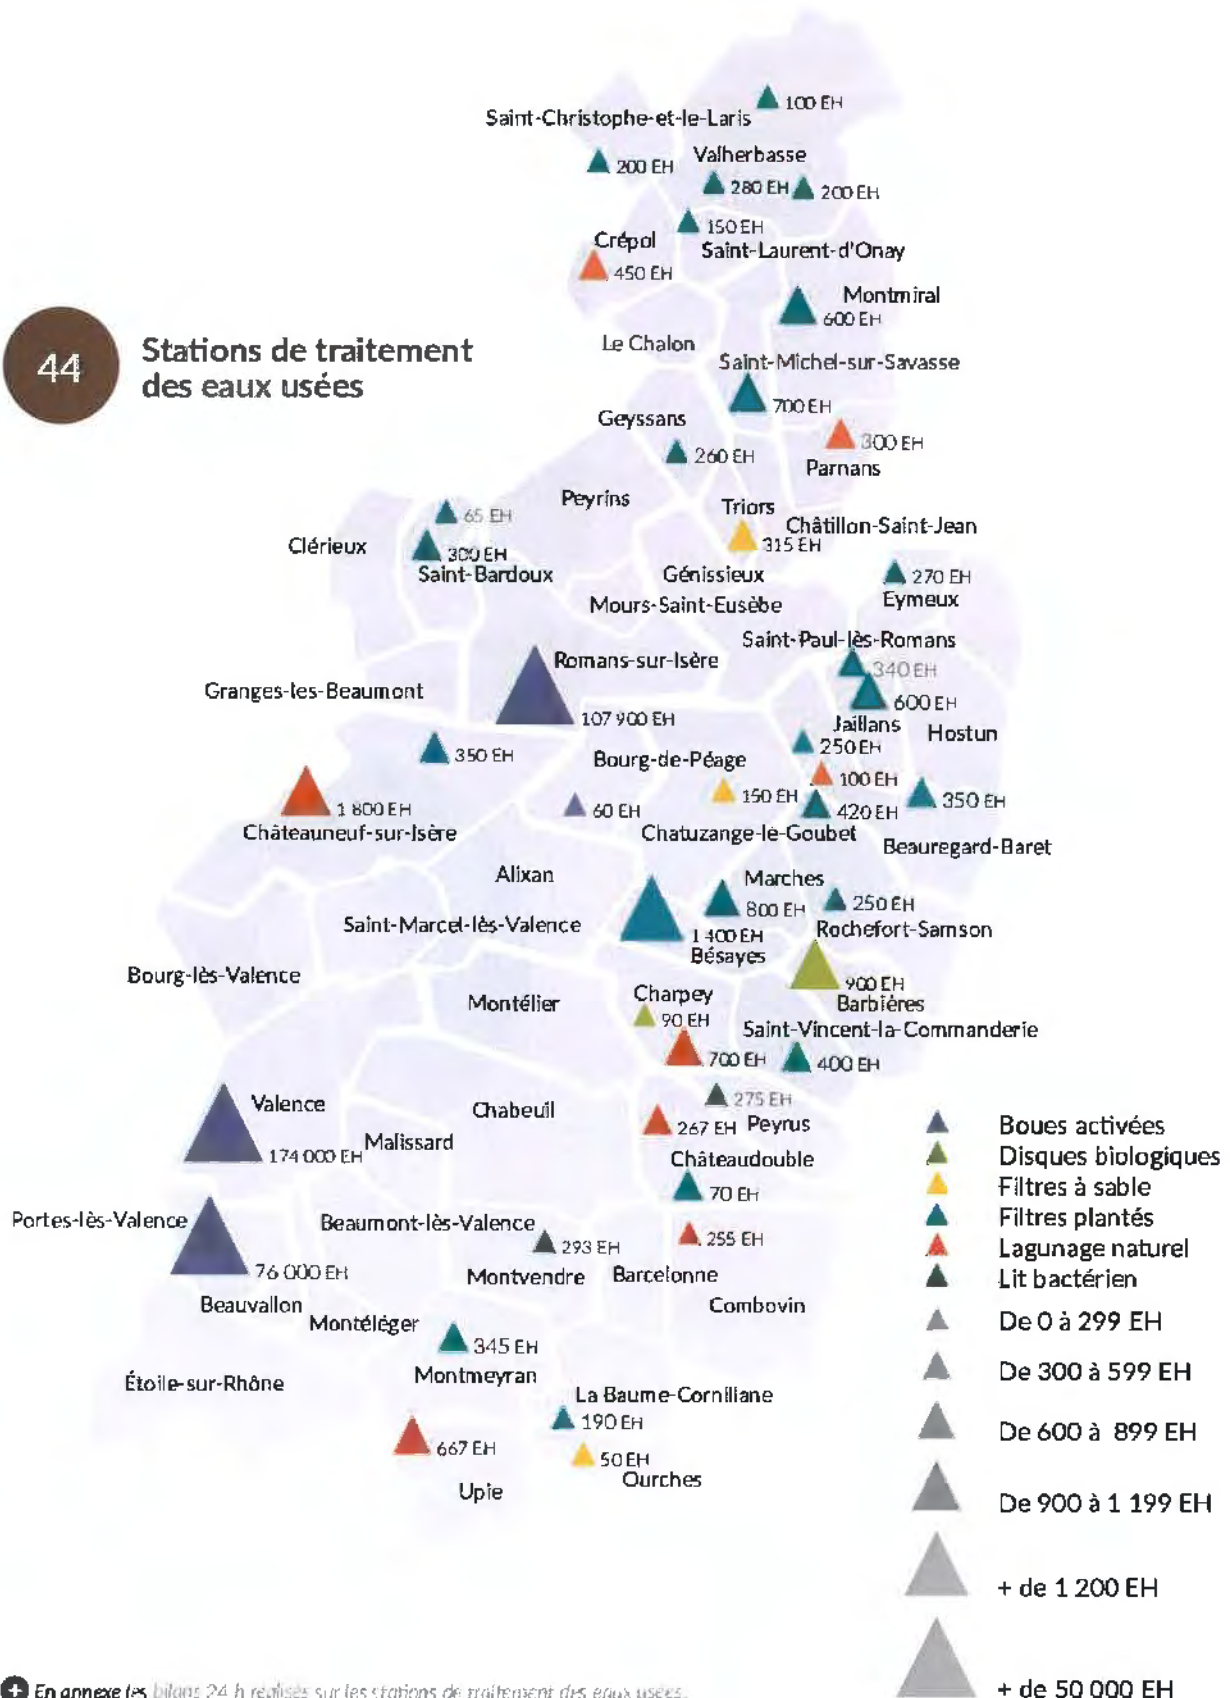 100 EH
Saint-Christophe-et-le-Laris
Valherbasse
200 EH
280 EH
200 EH
150 EH
Crépol
Saint-Laurent-d'Onay
450 EH
Montmiral
600 EH
44
Stations de traitement
des eaux usées
Le Chalon
Saint-Michel-sur-Savasse
700 EH
Geyssans
300 EH
260 EH
Parnans
Peyrins
Triors
65 EH
Châtillon-Saint-Jean
Clérieux
300 EH
315 EH
Saint-Bardoux
Génissieux
270 EH
Mours-Saint-Eusèbe
Eymeux
Saint-Paul-lès-Romans
Romans-sur-Isère
340 EH
Granges-les-Beaumont
600 EH
107 900 EH
Jaillans
Hostun
350 EH
250 EH
Bourg-de-Péage
100 EH
1 800 EH
60 EH
150 EH
420 EH
350 EH
Châteauneuf-sur-Isère
Chatuzange-le-Goubet
Beauregard-Baret
Alixan
Marches
800 EH
250 EH
Saint-Marcel-lès-Valence
1 400 EH
Rochefort-Samson
Bésayes
Bourg-lès-Valence
900 EH
Montélier
Charpey
Barbières
90 EH
Saint-Vincent-la-Commanderie
700 EH
400 EH
275 EH
Valence
Chabeuil
267 EH
Peyrus
Malissard
174 000 EH
Châteaudouble
70 EH
Portes-lès-Valence
Beaumont-lès-Valence
293 EH
255 EH
76 000 EH
Montvendre
Barcelonne
Beauvallon
Combovin
Montéléger
345 EH
Étoile-sur-Rhône
Montmeyran
La Baume-Cornillane
190 EH
667 EH
50 EH
Ourches
Upie
Boues activées
Disques biologiques
Filtres à sable
Filtres plantés
Lagunage naturel
Lit bactérien
De 0 à 299 EH
De 300 à 599 EH
De 600 à 899 EH
De 900 à 1 199 EH
+ de 1 200 EH
+ de 50 000 EH
+ En annexe les bilans 24 h réalisés sur les stations de traitement des eaux usées.